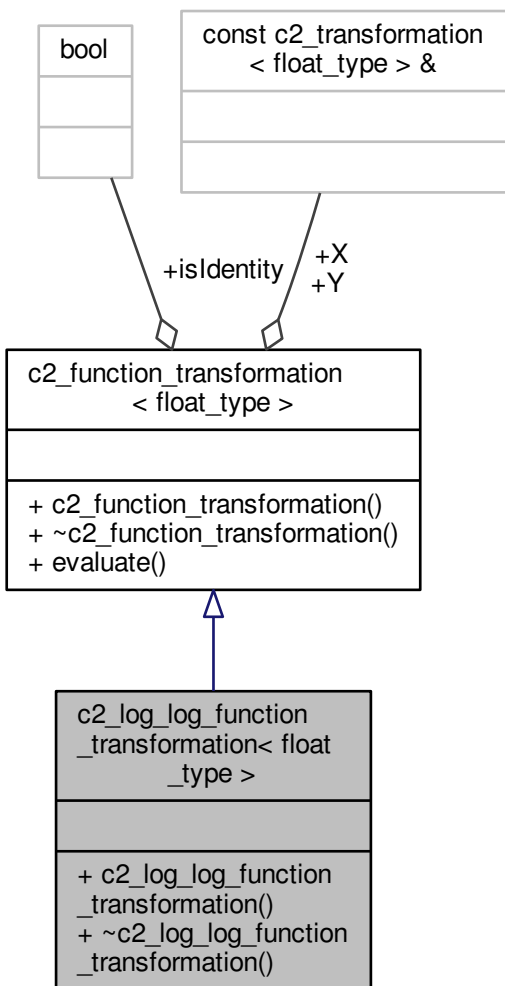 bool
const c2_transformation
< float_type > &
+isIdentity
+X
+Y
c2_function_transformation
< float_type >
+ c2_function_transformation()
+ ~c2_function_transformation()
+ evaluate()
c2_log_log_function
_transformation< float
_type >
+ c2_log_log_function
_transformation()
+ ~c2_log_log_function
_transformation()